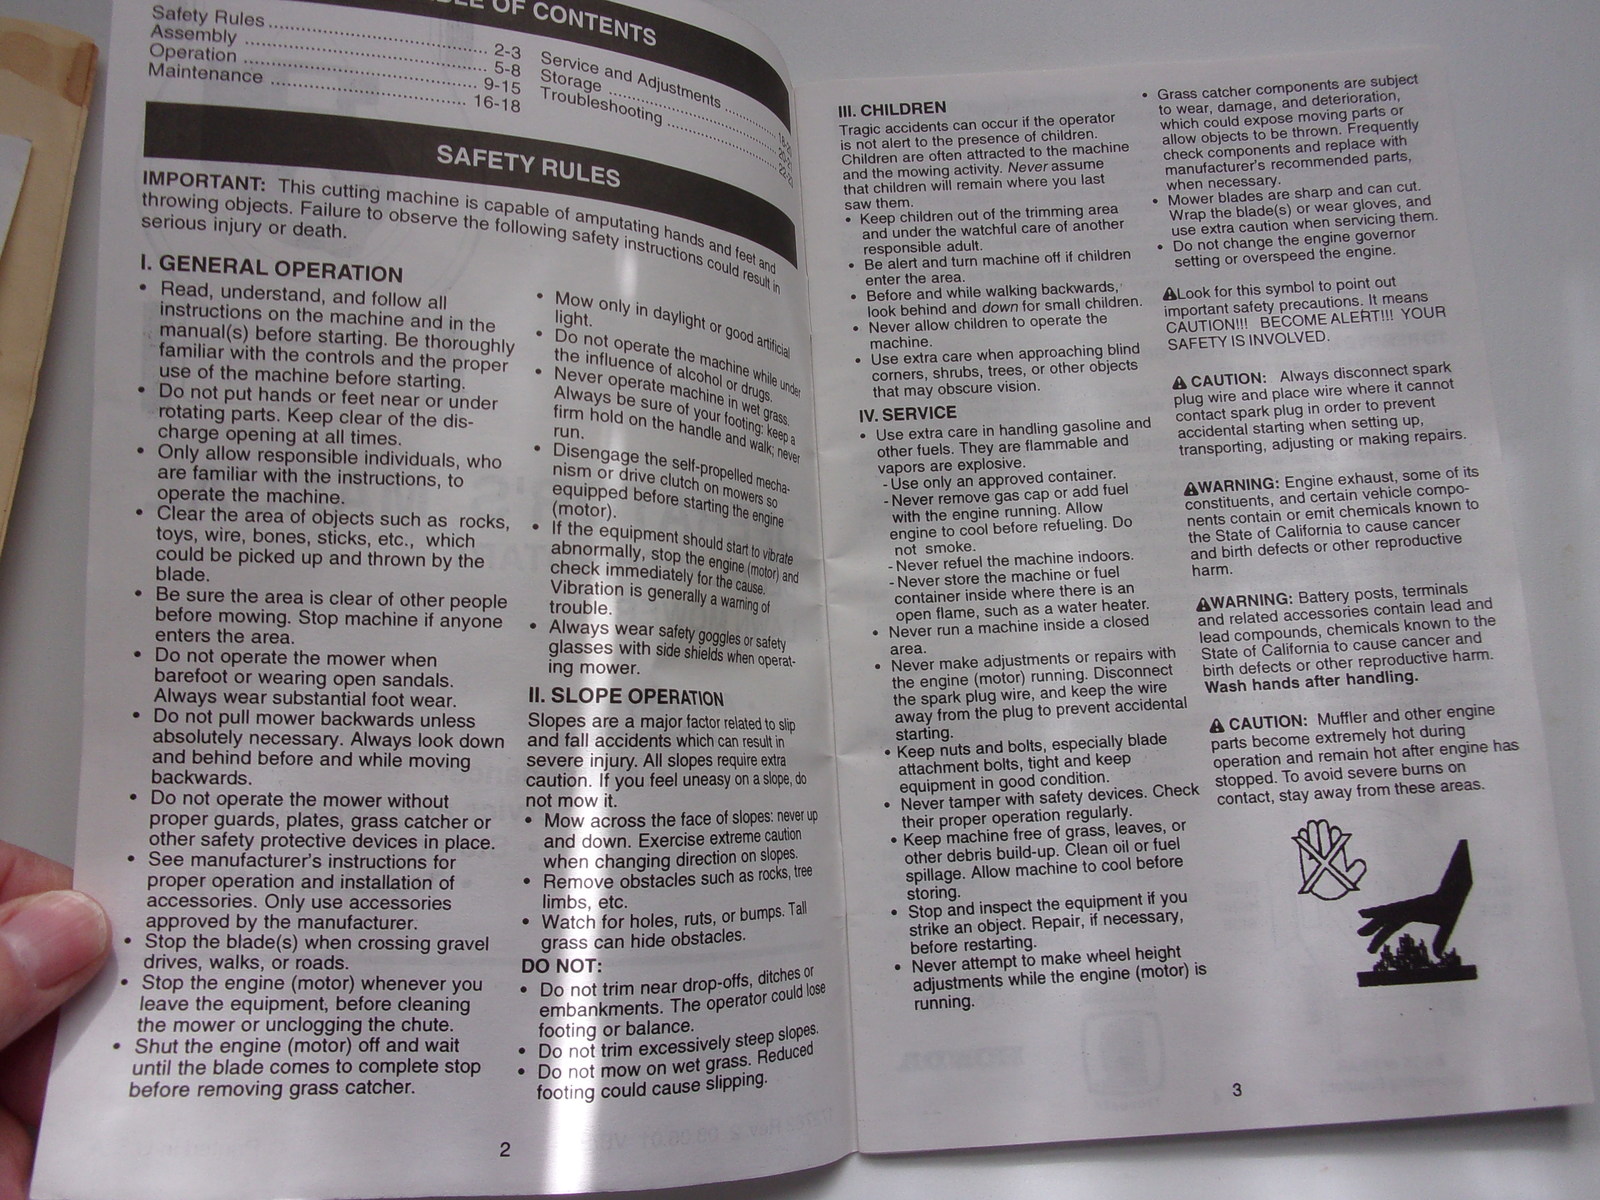 TABLE OF CONTENTS
Safety Rules ................................ 2-3
Assembly .................................... 5-8
Operation ................................... 9-15
Maintenance ............................. 16-18
Service and Adjustments ..........
Storage ........................
Troubleshooting ....................
SAFETY RULES
IMPORTANT: This cutting machine is capable of amputating hands and feet and
throwing objects. Failure to observe the following safety instructions could result in
serious injury or death.
I. GENERAL OPERATION
• Read, understand, and follow all
instructions on the machine and in the
manual(s) before starting. Be thoroughly
familiar with the controls and the proper
use of the machine before starting.
• Do not put hands or feet near or under
rotating parts. Keep clear of the dis-
charge opening at all times.
• Only allow responsible individuals, who
are familiar with the instructions, to
operate the machine.
• Clear the area of objects such as rocks,
toys, wire, bones, sticks, etc., which
could be picked up and thrown by the
blade.
• Be sure the area is clear of other people
before mowing. Stop machine if anyone
enters the area.
• Do not operate the mower when
barefoot or wearing open sandals.
Always wear substantial foot wear.
• Do not pull mower backwards unless
absolutely necessary. Always look down
and behind before and while moving
backwards.
• Do not operate the mower without
proper guards, plates, grass catcher or
other safety protective devices in place.
• See manufacturer's instructions for
proper operation and installation of
accessories. Only use accessories
approved by the manufacturer.
• Stop the blade(s) when crossing gravel
drives, walks, or roads.
• Stop the engine (motor) whenever you
leave the equipment, before cleaning
the mower or unclogging the chute.
• Shut the engine (motor) off and wait
until the blade comes to complete stop
before removing grass catcher.
• Mow only in daylight or good artificial
light.
• Do not operate the machine while under
the influence of alcohol or drugs.
• Never operate machine in wet grass.
Always be sure of your footing: keep a
firm hold on the handle and walk; never
run.
• Disengage the self-propelled mecha-
nism or drive clutch on mowers so
equipped before starting the engine
(motor).
• If the equipment should start to vibrate
abnormally, stop the engine (motor) and
check immediately for the cause.
Vibration is generally a warning of
trouble.
• Always wear safety goggles or safety
glasses with side shields when operat-
ing mower.
II. SLOPE OPERATION
Slopes are a major factor related to slip
and fall accidents which can result in
severe injury. All slopes require extra
caution. If you feel uneasy on a slope, do
not mow it.
• Mow across the face of slopes: never up
and down. Exercise extreme caution
when changing direction on slopes.
• Remove obstacles such as rocks, tree
limbs, etc.
• Watch for holes, ruts, or bumps. Tall
grass can hide obstacles.
DO NOT:
• Do not trim near drop-offs, ditches or
embankments. The operator could lose
footing or balance.
• Do not trim excessively steep slopes.
• Do not mow on wet grass. Reduced
footing could cause slipping.
2
III. CHILDREN
Tragic accidents can occur if the operator
is not alert to the presence of children.
Children are often attracted to the machine
and the mowing activity. Never assume
that children will remain where you last
saw them.
• Keep children out of the trimming area
and under the watchful care of another
responsible adult.
• Be alert and turn machine off if children
enter the area.
• Before and while walking backwards,
look behind and down for small children.
• Never allow children to operate the
machine.
• Use extra care when approaching blind
corners, shrubs, trees, or other objects
that may obscure vision.
IV. SERVICE
• Use extra care in handling gasoline and
other fuels. They are flammable and
vapors are explosive.
- Use only an approved container.
- Never remove gas cap or add fuel
with the engine running. Allow
engine to cool before refueling. Do
not smoke.
- Never refuel the machine indoors.
- Never store the machine or fuel
container inside where there is an
open flame, such as a water heater.
• Never run a machine inside a closed
area.
• Never make adjustments or repairs with
the engine (motor) running. Disconnect
the spark plug wire, and keep the wire
away from the plug to prevent accidental
starting.
• Keep nuts and bolts, especially blade
attachment bolts, tight and keep
equipment in good condition.
• Never tamper with safety devices. Check
their proper operation regularly.
• Keep machine free of grass, leaves, or
other debris build-up. Clean oil or fuel
spillage. Allow machine to cool before
storing.
• Stop and inspect the equipment if you
strike an object. Repair, if necessary,
before restarting.
• Never attempt to make wheel height
adjustments while the engine (motor) is
running.
• Grass catcher components are subject
to wear, damage, and deterioration,
which could expose moving parts or
allow objects to be thrown. Frequently
check components and replace with
manufacturer's recommended parts,
when necessary.
• Mower blades are sharp and can cut.
Wrap the blade(s) or wear gloves, and
use extra caution when servicing them.
• Do not change the engine governor
setting or overspeed the engine.
⚠Look for this symbol to point out
important safety precautions. It means
CAUTION!!! BECOME ALERT!!! YOUR
SAFETY IS INVOLVED.
⚠ CAUTION: Always disconnect spark
plug wire and place wire where it cannot
contact spark plug in order to prevent
accidental starting when setting up,
transporting, adjusting or making repairs.
⚠WARNING: Engine exhaust, some of its
constituents, and certain vehicle compo-
nents contain or emit chemicals known to
the State of California to cause cancer
and birth defects or other reproductive
harm.
⚠WARNING: Battery posts, terminals
and related accessories contain lead and
lead compounds, chemicals known to the
State of California to cause cancer and
birth defects or other reproductive harm.
Wash hands after handling.
⚠ CAUTION: Muffler and other engine
parts become extremely hot during
operation and remain hot after engine has
stopped. To avoid severe burns on
contact, stay away from these areas.
3